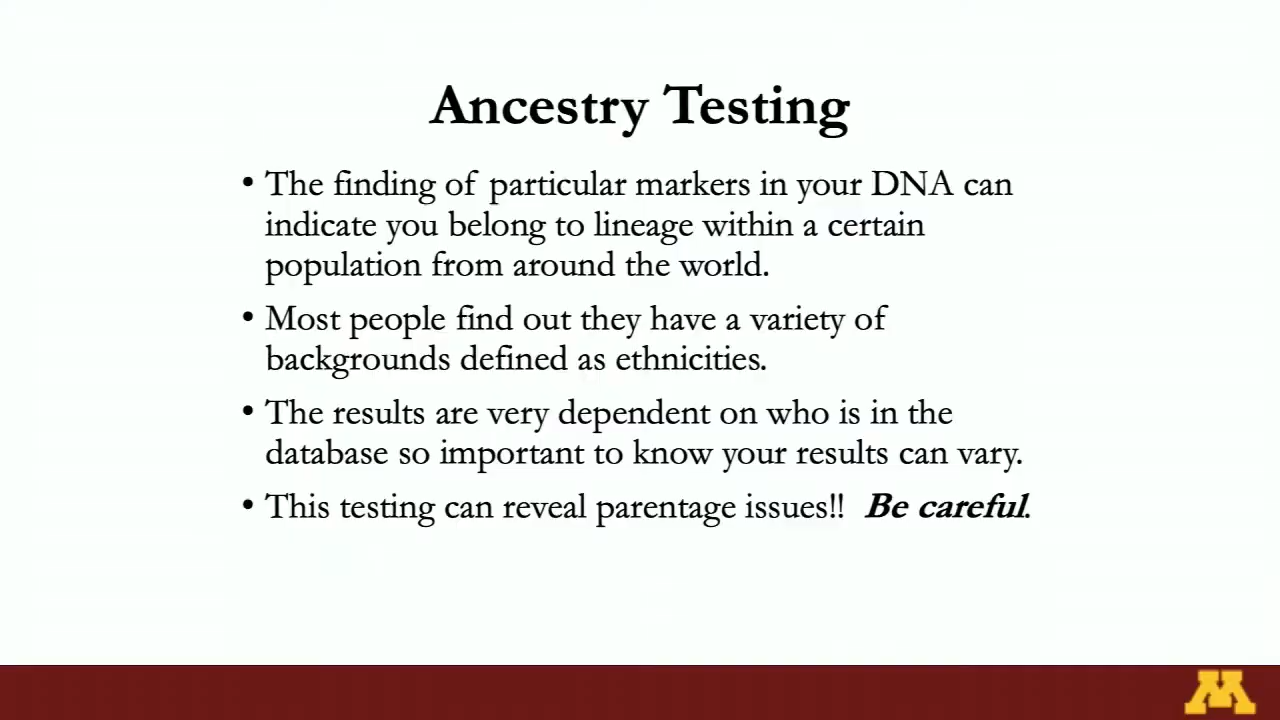 Ancestry Testing
• The finding of particular markers in your DNA can
indicate you belong to lineage within a certain
population from around the world.
• Most people find out they have a variety of
backgrounds defined as ethnicities.
• The results are very dependent on who is in the
database so important to know your results can vary.
• This testing can reveal parentage issues!! Be careful.
M